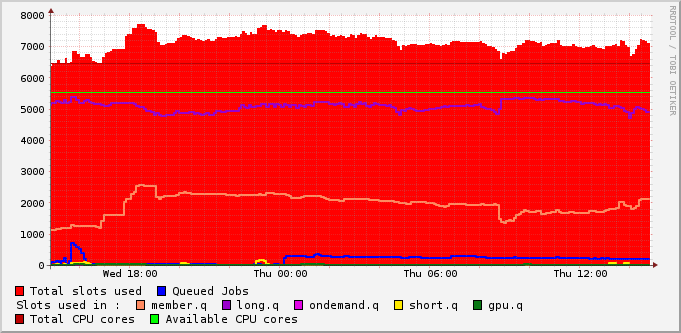 8000
7000
6000
5000
4000
3000
2000
1000
0
Wed 18:00 Thu 00:00 Thu 06:00 Thu 12:00
RRDTOOL / TOBI OETIKER
Total slots used Queued Jobs
Slots used in : member.q long.q ondemand.q short.q gpu.q
Total CPU cores Available CPU cores